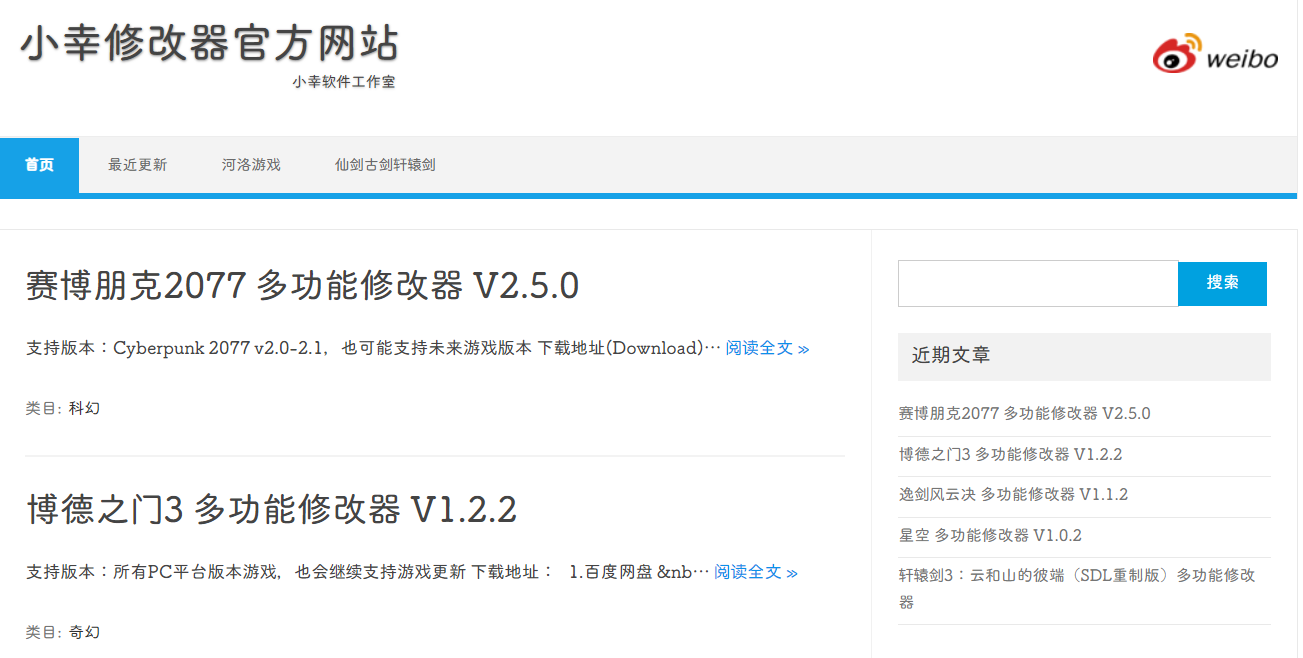 小幸修改器官方网站
小幸软件工作室
weibo
首页 最近更新 河洛游戏 仙剑古剑轩辕剑
赛博朋克2077 多功能修改器 V2.5.0
支持版本：Cyberpunk 2077 v2.0-2.1，也可能支持未来游戏版本 下载地址(Download)… 阅读全文 »
类目: 科幻
博德之门3 多功能修改器 V1.2.2
支持版本：所有PC平台版本游戏，也会继续支持游戏更新 下载地址： 1.百度网盘 &nb… 阅读全文 »
类目: 奇幻
搜索
近期文章
赛博朋克2077 多功能修改器 V2.5.0
博德之门3 多功能修改器 V1.2.2
逸剑风云决 多功能修改器 V1.1.2
星空 多功能修改器 V1.0.2
轩辕剑3：云和山的彼端（SDL重制版）多功能修改
器